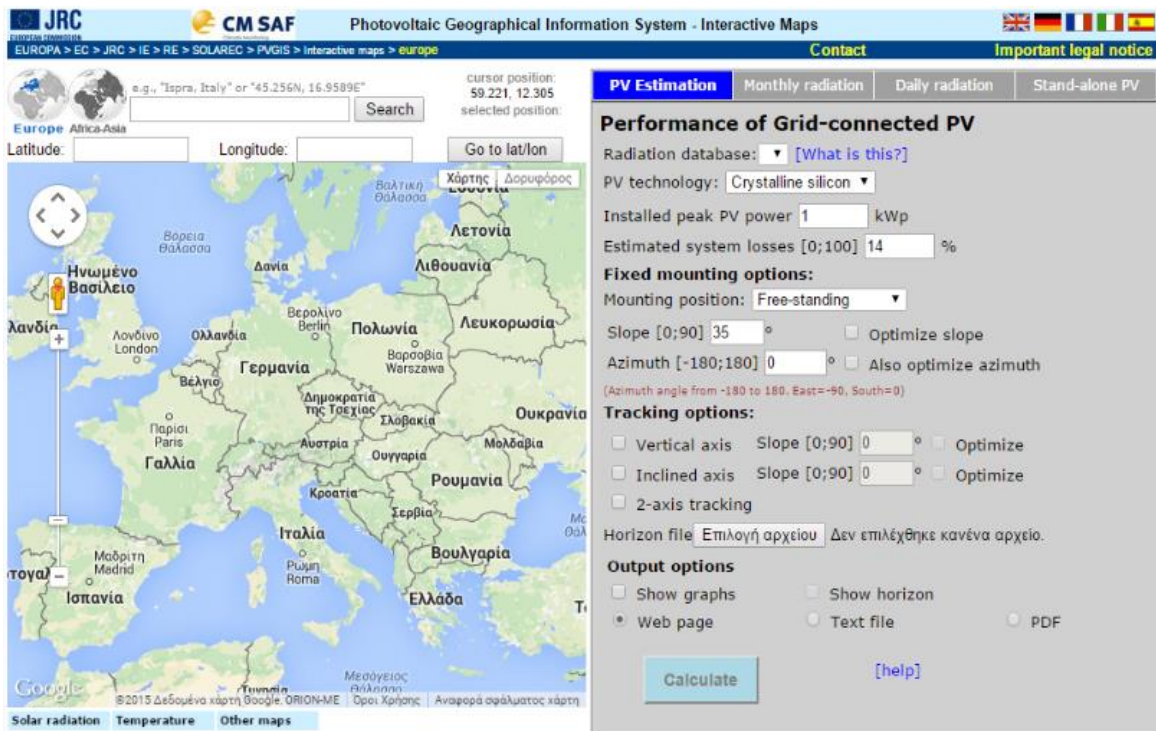 JRC
EUROPEAN COMMISSION
CM SAF
Photovoltaic Geographical Information System - Interactive Maps
EUROPA > EC > JRC > IE > RE > SOLAREC > PVGIS > Interactive maps > europe
Contact
Important legal notice
e.g., "Ispra, Italy" or "45.256N, 16.9589E"
Search
cursor position:
59.221, 12.305
selected position:
Europe
Africa-Asia
Latitude:
Longitude:
Go to lat/lon
Χάρτης
Δορυφόρος
Βαλτική
Θάλασσα
Λετονία
Βόρεια
Θάλασσα
Δανία
Λιθουανία
Ηνωμένο
Βασίλειο
Βερολίνο
Berlin
Πολωνία
Λευκορωσία
Λονδίνο
London
Ολλανδία
Βαρσοβία
Warszawa
Γερμανία
Βέλγιο
Δημοκρατία
της Τσεχίας
Σλοβακία
Ουκρανία
Παρίσι
Paris
Αυστρία
Μολδαβία
Ουγγαρία
Γαλλία
Ρουμανία
Κροατία
Σερβία
Ιταλία
Βουλγαρία
Μαδρίτη
Madrid
Ρώμη
Roma
Ισπανία
Ελλάδα
Μεσόγειος
Google
©2015 Δεδομένα χάρτη Google, ORION-ME
Όροι Χρήσης
Αναφορά σφάλματος χάρτη
Solar radiation
Temperature
Other maps
PV Estimation
Monthly radiation
Daily radiation
Stand-alone PV
Performance of Grid-connected PV
Radiation database: [What is this?]
PV technology: Crystalline silicon
Installed peak PV power 1 kWp
Estimated system losses [0;100] 14 %
Fixed mounting options:
Mounting position: Free-standing
Slope [0;90] 35 ° Optimize slope
Azimuth [-180;180] 0 ° Also optimize azimuth
(Azimuth angle from -180 to 180. East=-90, South=0)
Tracking options:
Vertical axis Slope [0;90] 0 ° Optimize
Inclined axis Slope [0;90] 0 ° Optimize
2-axis tracking
Horizon file Επιλογή αρχείου Δεν επιλέχθηκε κανένα αρχείο.
Output options
Show graphs Show horizon
Web page Text file PDF
Calculate
[help]